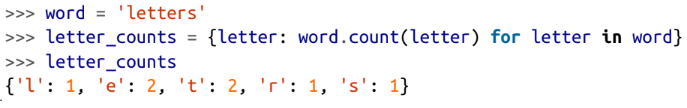 >>> word = 'letters'
>>> letter_counts = {letter: word.count(letter) for letter in word}
>>> letter_counts
{'l': 1, 'e': 2, 't': 2, 'r': 1, 's': 1}